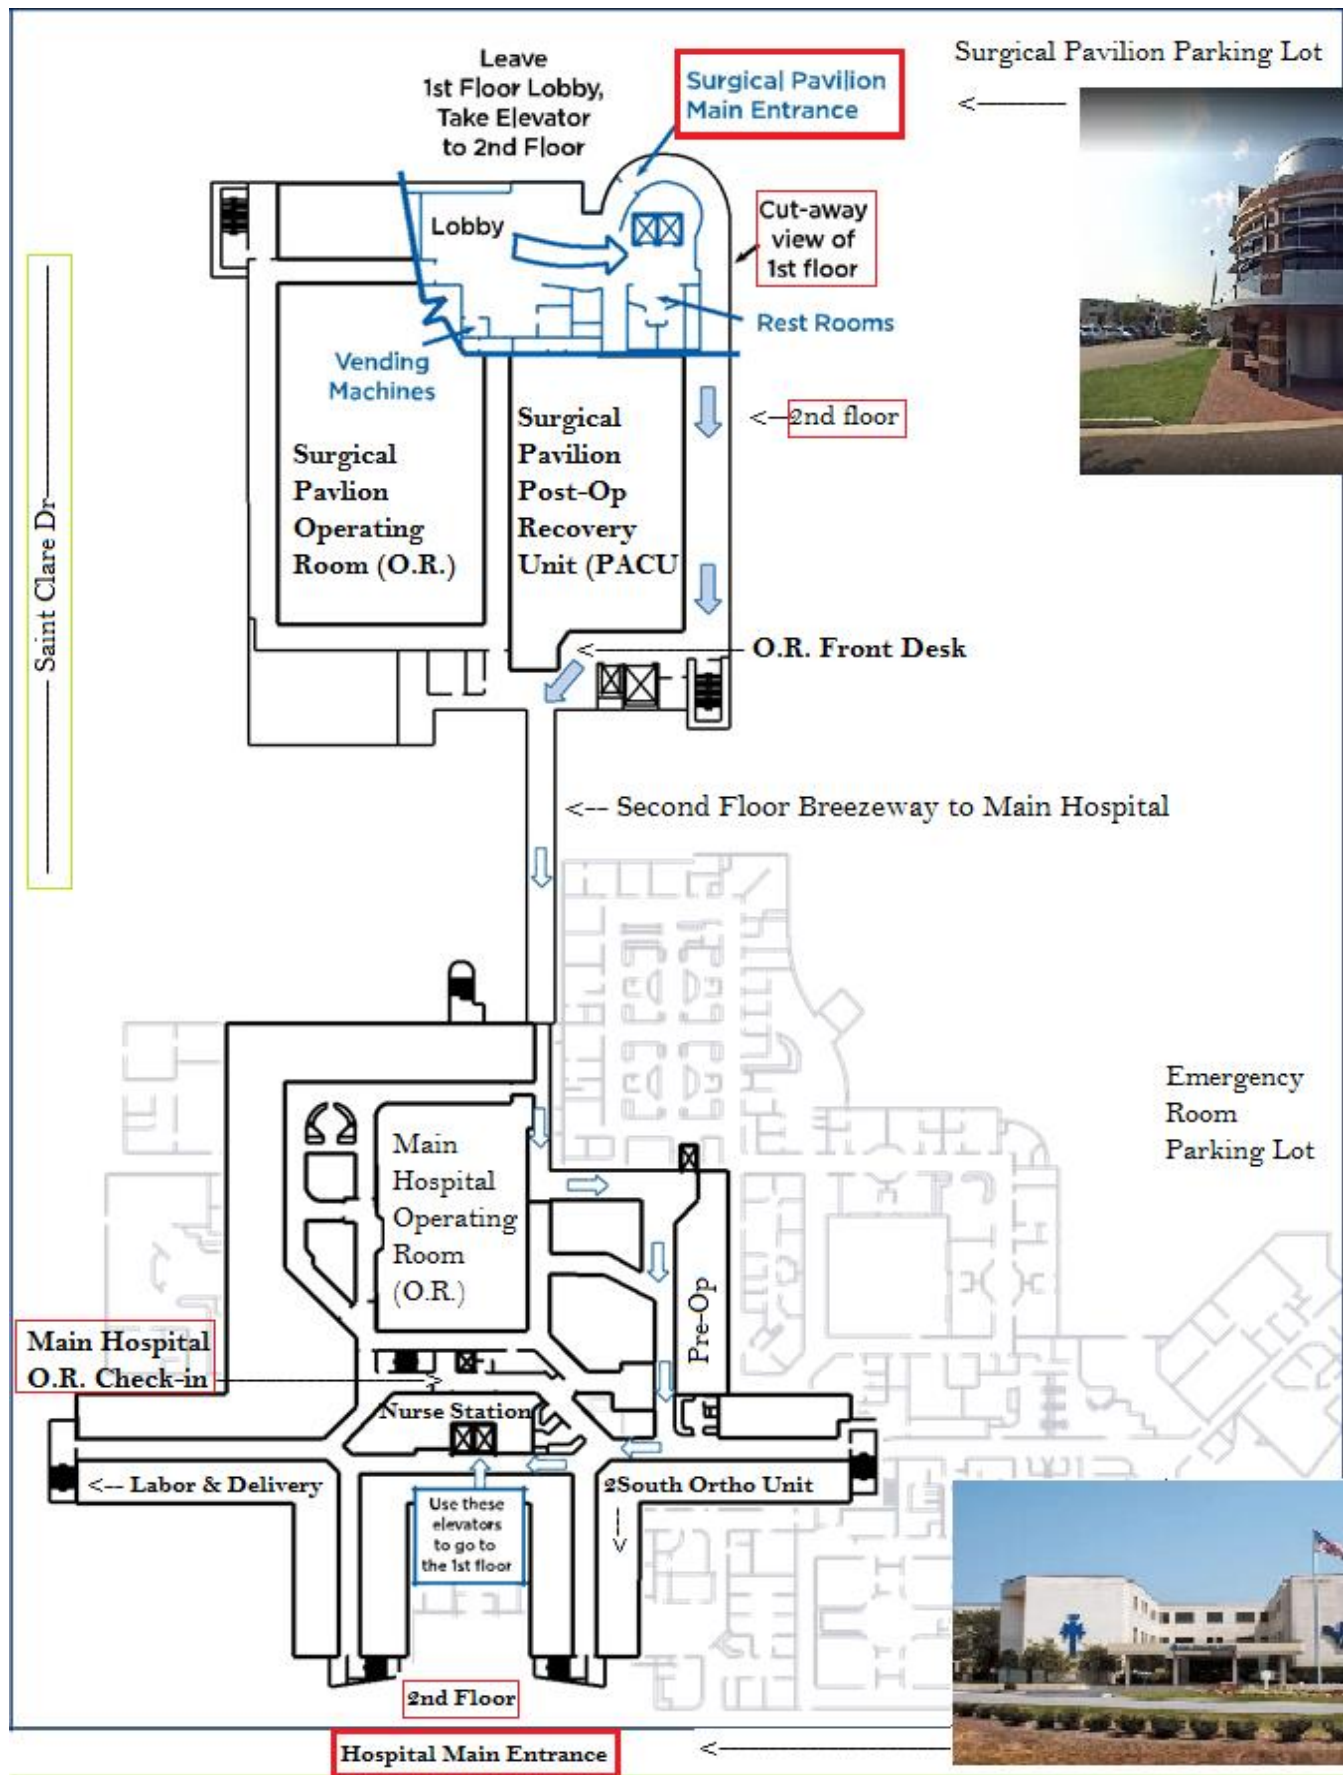 Leave
1st Floor Lobby,
Take Elevator
to 2nd Floor
Surgical Pavilion
Main Entrance
Surgical Pavilion Parking Lot
<--------
Lobby
Cut-away
view of
1st floor
Rest Rooms
Vending
Machines
<--2nd floor
Surgical
Pavlion
Operating
Room (O.R.)
Surgical
Pavilion
Post-Op
Recovery
Unit (PACU
Saint Clare Dr
O.R. Front Desk
<-- Second Floor Breezeway to Main Hospital
Emergency
Room
Parking Lot
Main
Hospital
Operating
Room
(O.R.)
Pre-Op
Main Hospital
O.R. Check-in
Nurse Station
<-- Labor & Delivery
2South Ortho Unit
Use these
elevators
to go to
the 1st floor
2nd Floor
Hospital Main Entrance